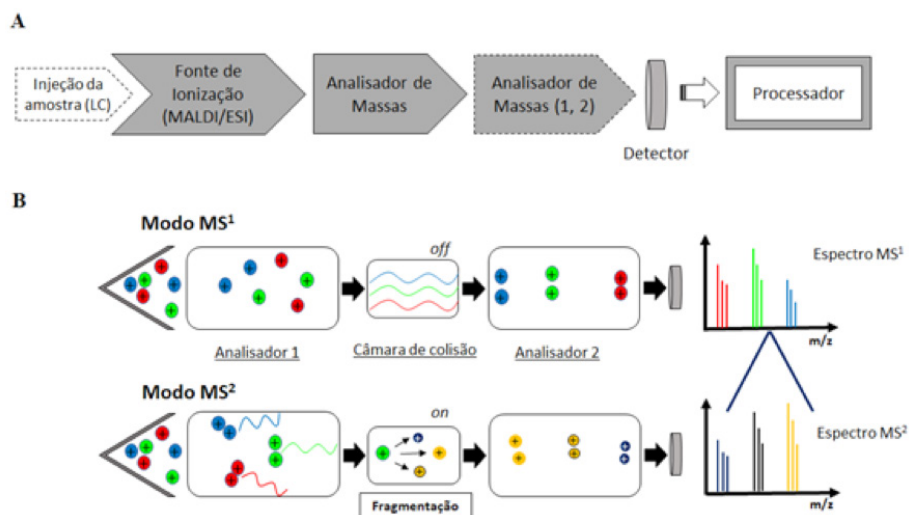 A
Injeção da
amostra (LC)
Fonte de
Ionização
(MALDI/ESI)
Analisador de
Massas
Analisador de
Massas (1, 2)
Detector
Processador
B
Modo MS¹
off
Analisador 1
Câmara de colisão
Analisador 2
Espectro MS¹
m/z
Modo MS²
on
Fragmentação
Espectro MS²
m/z